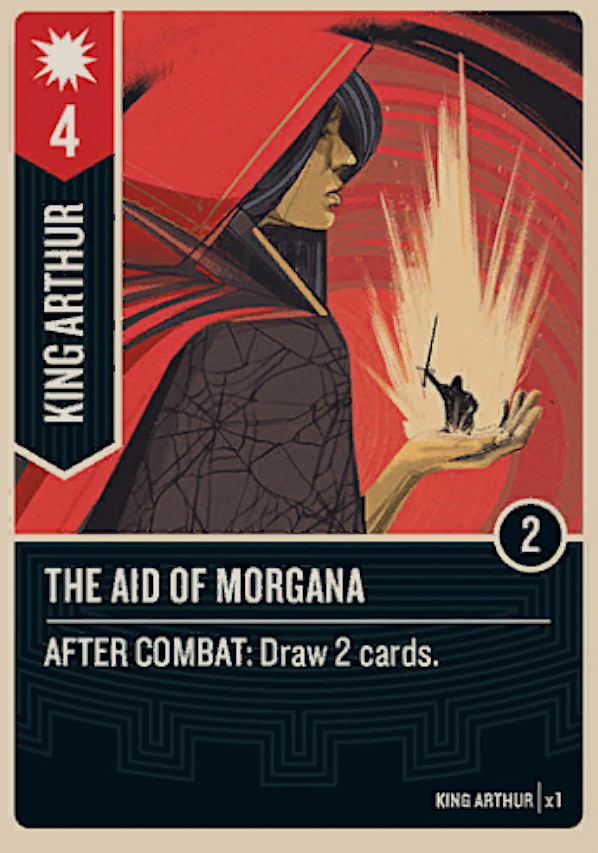 4
KING ARTHUR
2
THE AID OF MORGANA
AFTER COMBAT: Draw 2 cards.
KING ARTHUR | x1